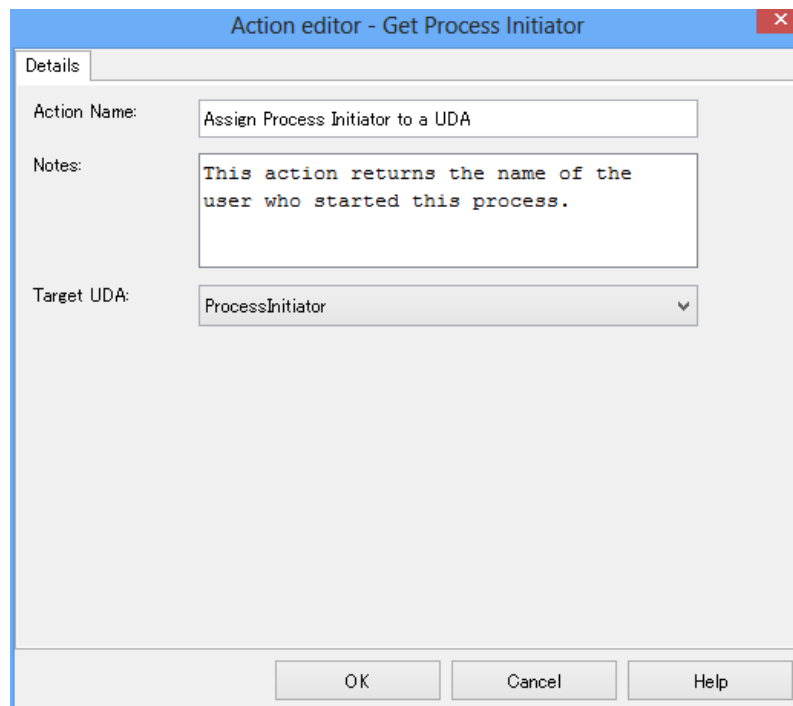 Action editor - Get Process Initiator
Details
Action Name:
Assign Process Initiator to a UDA
Notes:
This action returns the name of the
user who started this process.
Target UDA:
ProcessInitiator
OK
Cancel
Help